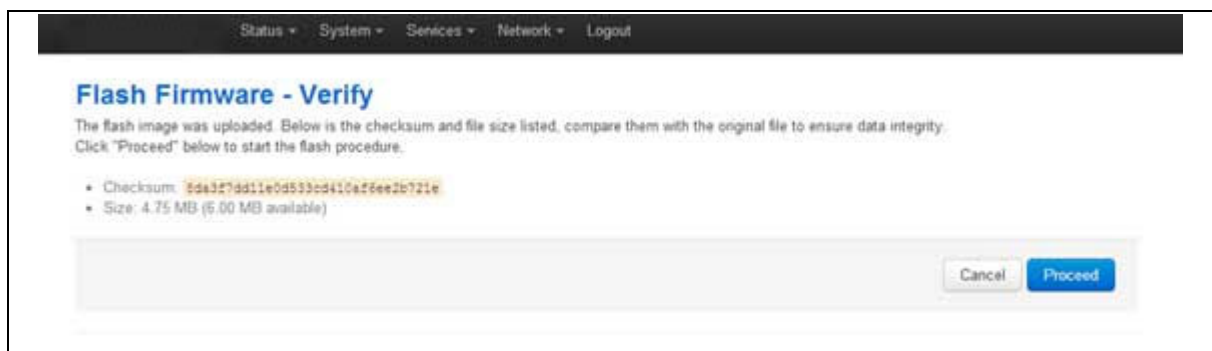 Status System Services Network Logout
Flash Firmware - Verify
The flash image was uploaded. Below is the checksum and file size listed, compare them with the original file to ensure data integrity.
Click "Proceed" below to start the flash procedure.
Checksum:
Size: 4.75 MB (6.00 MB available)
Cancel Proceed